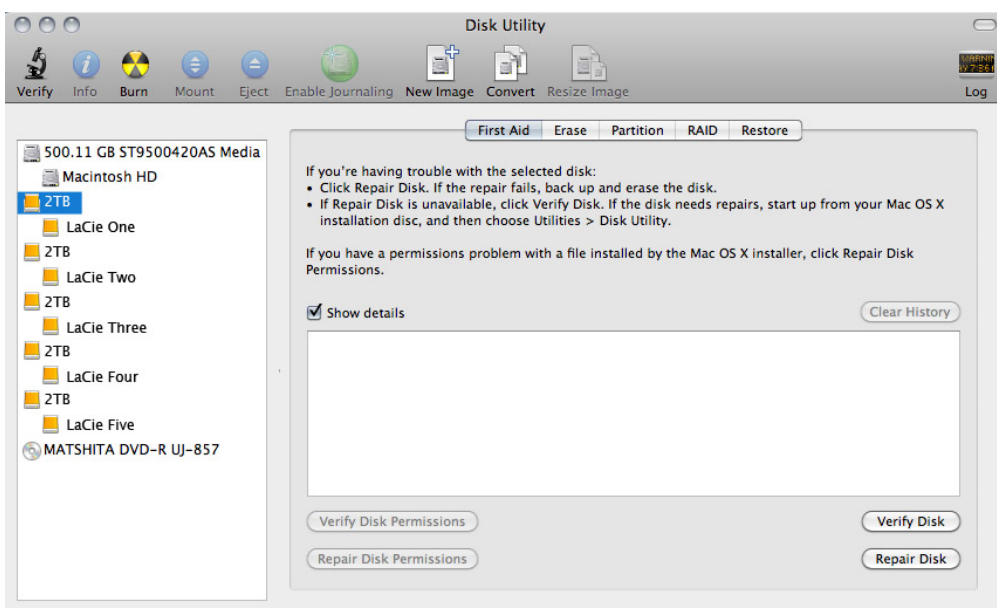 Disk Utility
Verify Info Burn Mount Eject Enable Journaling New Image Convert Resize Image Log
WARNIN
First Aid Erase Partition RAID Restore
500.11 GB ST9500420AS Media
Macintosh HD
2TB
LaCie One
2TB
LaCie Two
2TB
LaCie Three
2TB
LaCie Four
2TB
LaCie Five
MATSHITA DVD-R UJ-857
If you're having trouble with the selected disk:
• Click Repair Disk. If the repair fails, back up and erase the disk.
• If Repair Disk is unavailable, click Verify Disk. If the disk needs repairs, start up from your Mac OS X
installation disc, and then choose Utilities > Disk Utility.
If you have a permissions problem with a file installed by the Mac OS X installer, click Repair Disk
Permissions.
Show details
Clear History
Verify Disk Permissions
Verify Disk
Repair Disk Permissions
Repair Disk